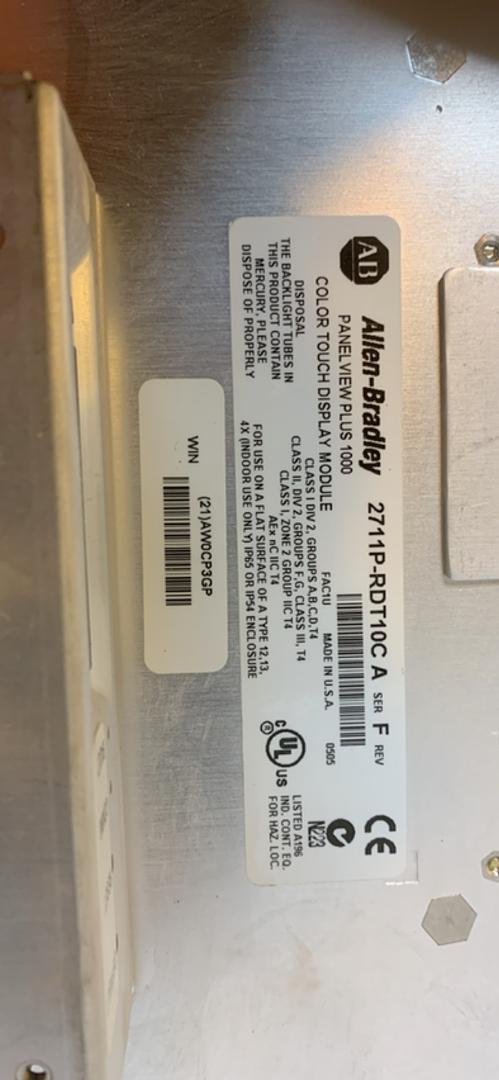 AB Allen-Bradley 2711P-RDT10C A SER F REV
PANELVIEW PLUS 1000
COLOR TOUCH DISPLAY MODULE FAC1U MADE IN U.S.A. 0505
DISPOSAL
THE BACKLIGHT TUBES IN
THIS PRODUCT CONTAIN
MERCURY, PLEASE
DISPOSE OF PROPERLY
CLASS I DIV 2, GROUPS A,B,C,D,T4
CLASS II, DIV 2, GROUPS F,G, CLASS III, T4
CLASS I, ZONE 2 GROUP IIC T4
AEx nC IIC T4
FOR USE ON A FLAT SURFACE OF A TYPE 12,13,
4X (INDOOR USE ONLY) IP65 OR IP54 ENCLOSURE
CE
N223
C UL US
®
LISTED A196
IND. CONT. EQ.
FOR HAZ. LOC.
(21)AW0CP3GP
WIN